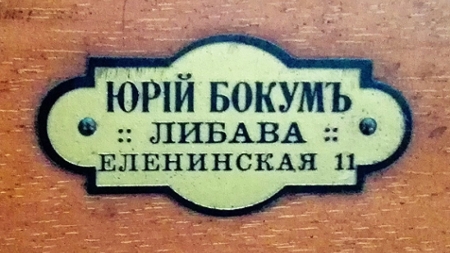 ЮРІЙ БОКУМЪ
:: ЛИБАВА ::
ЕЛЕНИНСКАЯ 11